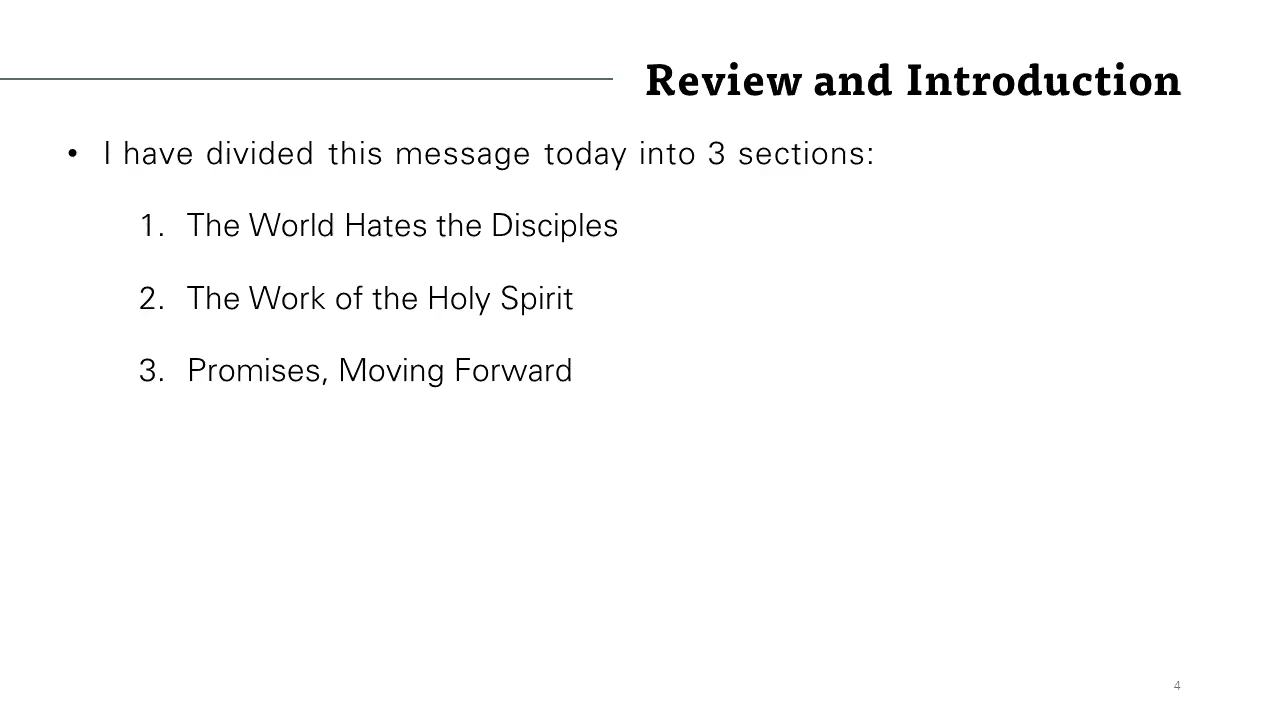 Review and Introduction
• I have divided this message today into 3 sections:
1. The World Hates the Disciples
2. The Work of the Holy Spirit
3. Promises, Moving Forward
4